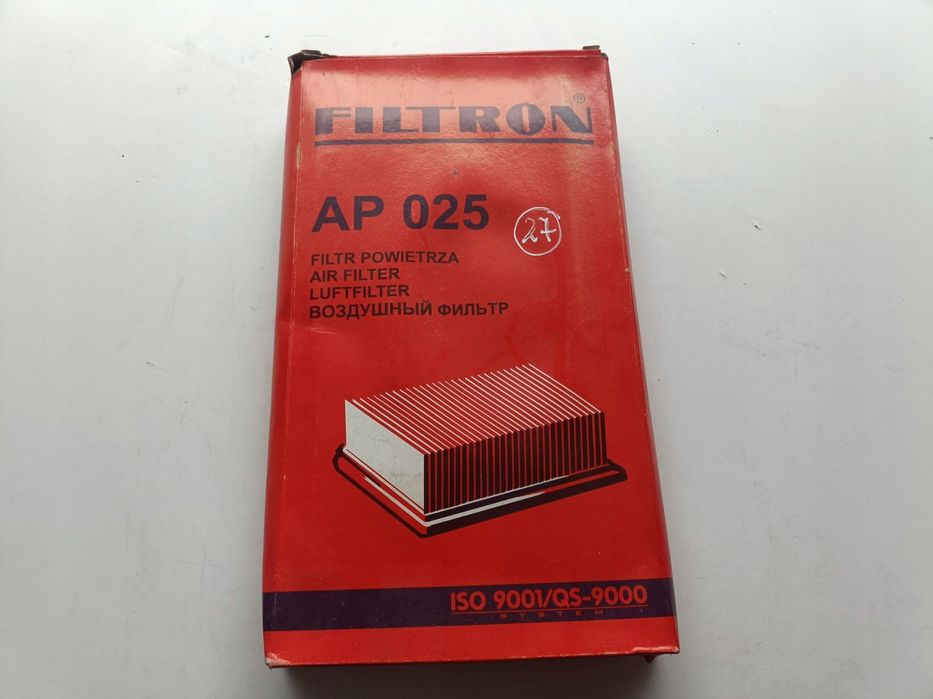 FILTRON®
AP 025
27
FILTR POWIETRZA
AIR FILTER
LUFTFILTER
ВОЗДУШНЫЙ ФИЛЬТР
ISO 9001/QS-9000
SYSTEM